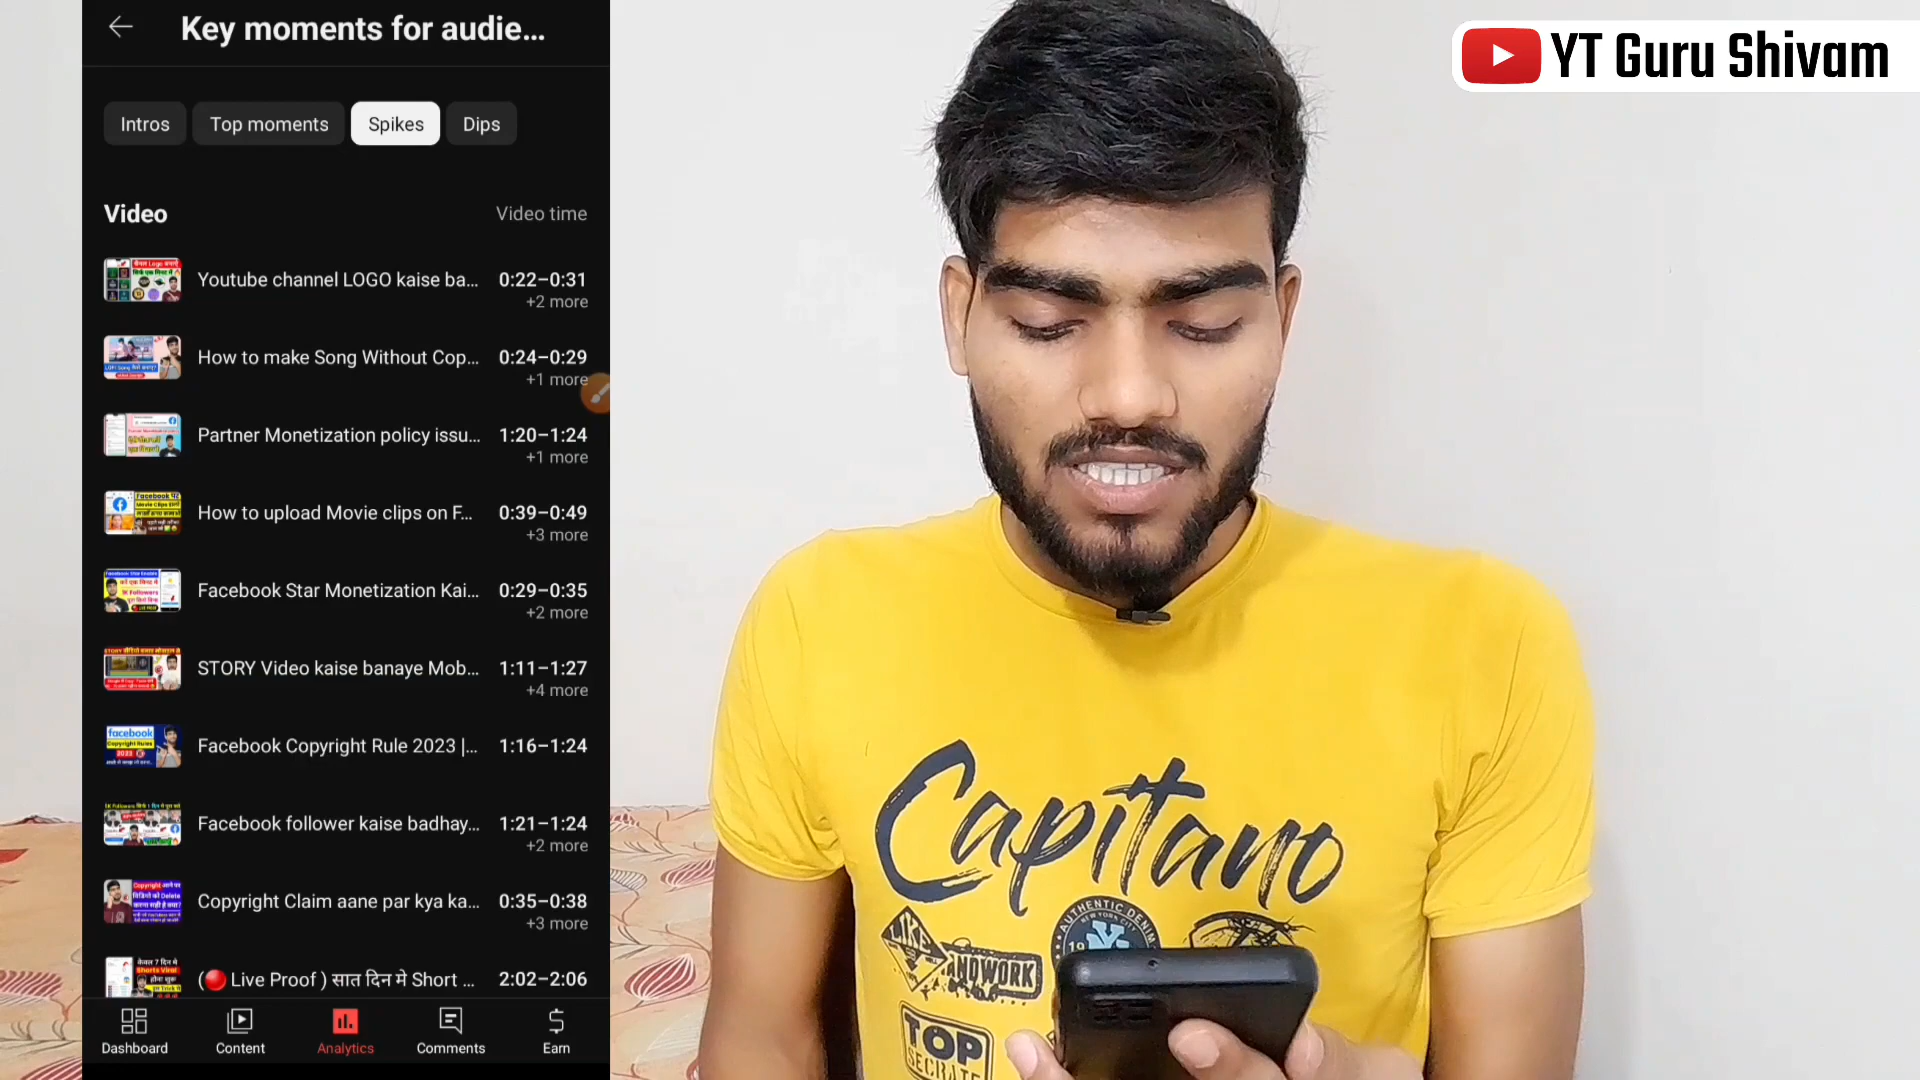 Key moments for audie...
YT Guru Shivam
Intros
Top moments
Spikes
Dips
Video
Video time
Youtube channel LOGO kaise ba...
0:22–0:31
+2 more
How to make Song Without Cop...
0:24–0:29
+1 more
Partner Monetization policy issu...
1:20–1:24
+1 more
How to upload Movie clips on F...
0:39–0:49
+3 more
Facebook Star Monetization Kai...
0:29–0:35
+2 more
STORY Video kaise banaye Mob...
1:11–1:27
+4 more
Facebook Copyright Rule 2023 |...
1:16–1:24
Facebook follower kaise badhay...
1:21–1:24
+2 more
Copyright Claim aane par kya ka...
0:35–0:38
+3 more
(🔴 Live Proof ) सात दिन मे Short ...
2:02–2:06
Dashboard
Content
Analytics
Comments
Earn
Capitano
AUTHENTIC DENIM
LIKE
TOP